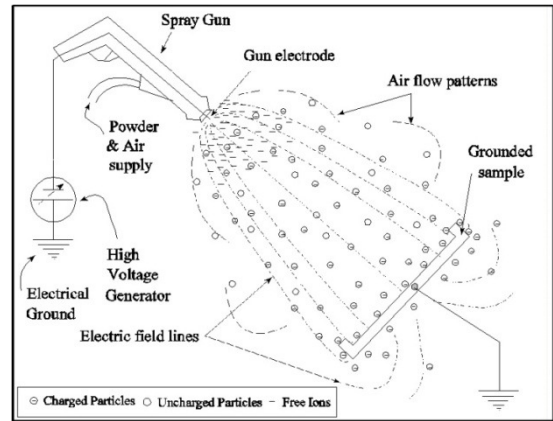 Spray Gun
Gun electrode
Air flow patterns
Powder
& Air
supply
Grounded
sample
High
Voltage
Generator
Electrical
Ground
Electric field lines
Charged Particles Uncharged Particles Free Ions